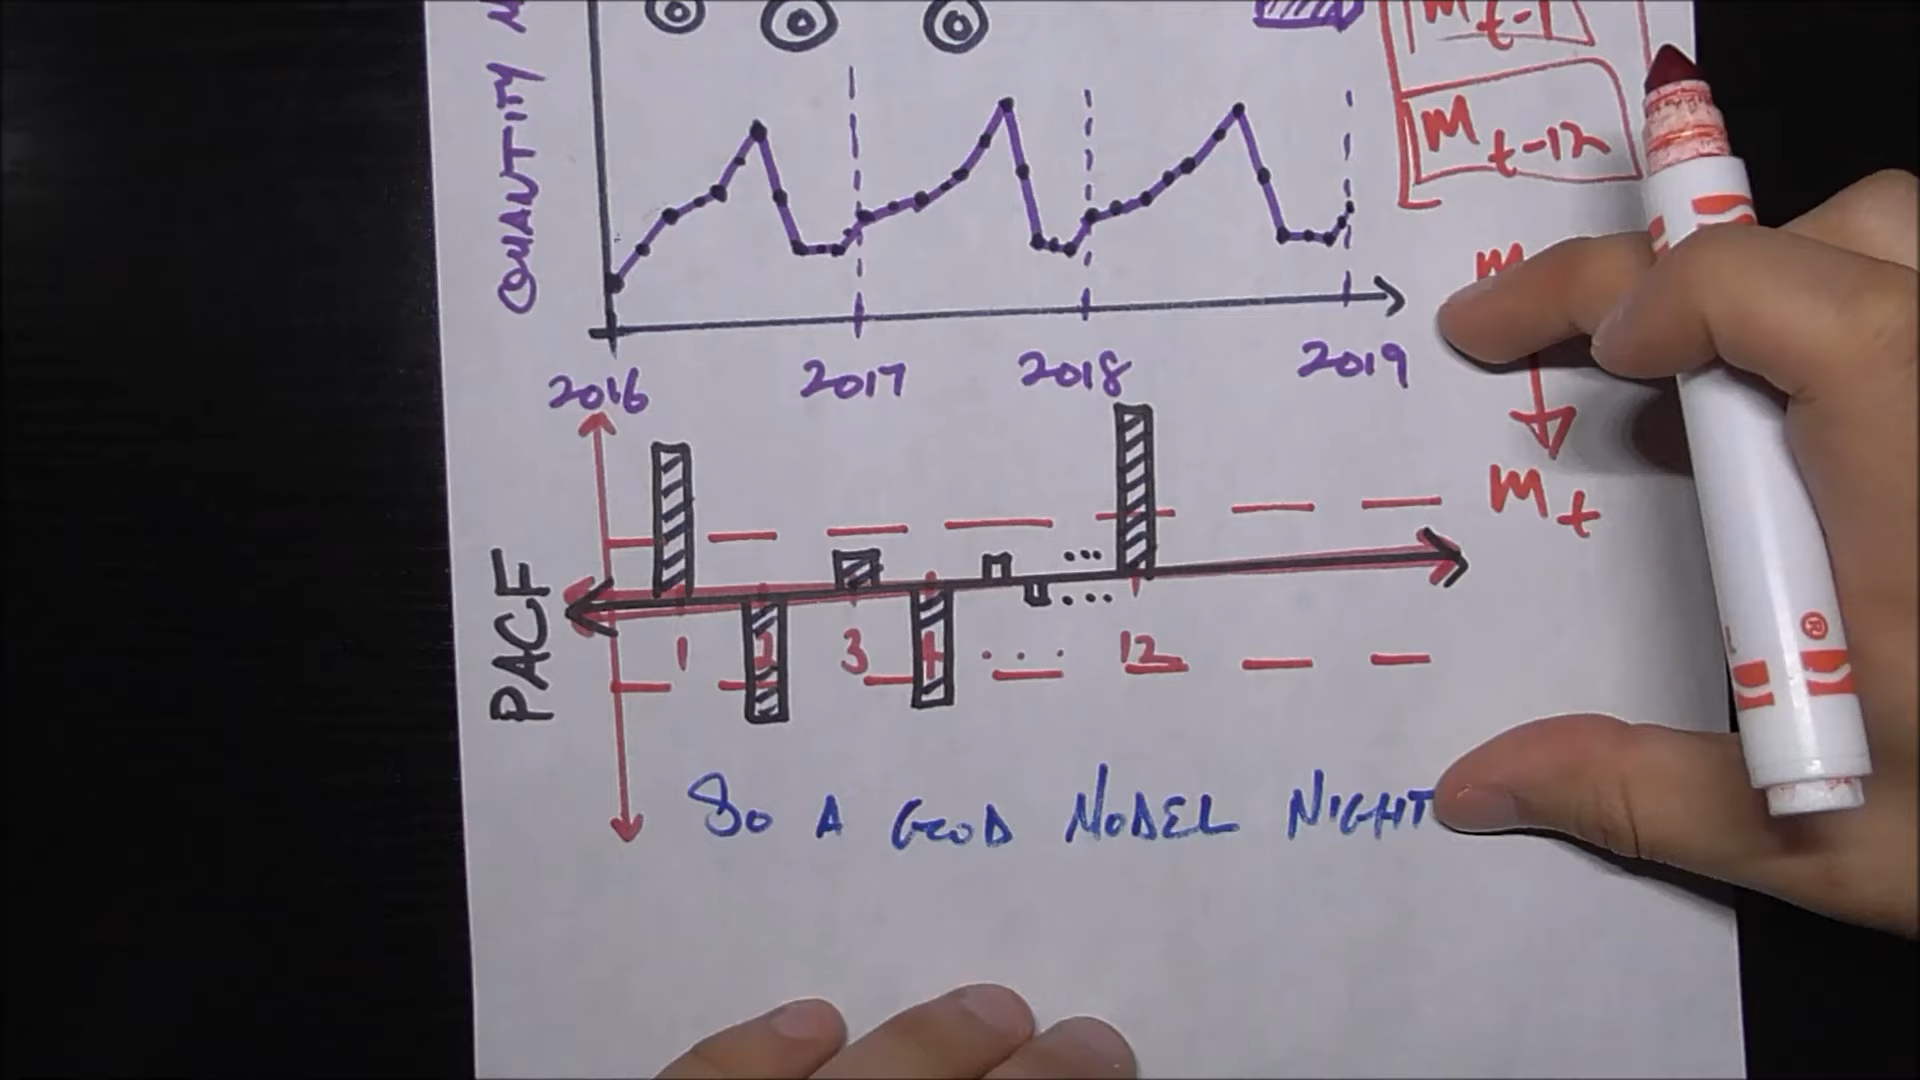 QUANTITY M
m t-1
m t-12
m
2016 2017 2018 2019
m t
PACF
1 2 3 4 ... 12
SO A GOOD MODEL MIGHT
®